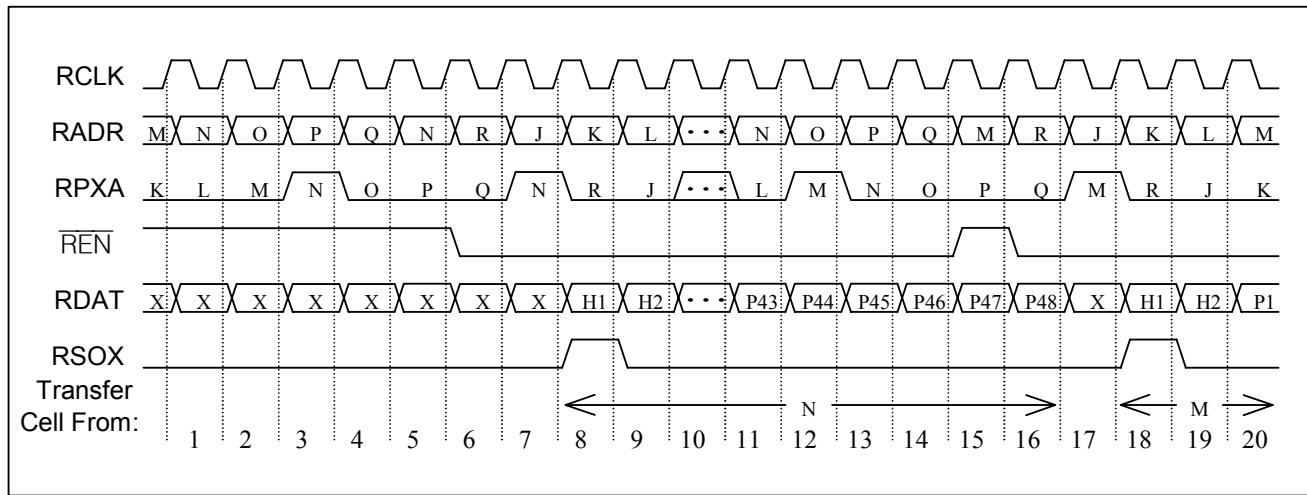 RCLK
RADR M N O P Q N R J K L ··· N O P Q M R J K L M
RPXA K L M N O P Q N R J ··· L M N O P Q M R J K
REN
RDAT X X X X X X X X H1 H2 ··· P43 P44 P45 P46 P47 P48 X H1 H2 P1
RSOX
Transfer
Cell From: N M
1 2 3 4 5 6 7 8 9 10 11 12 13 14 15 16 17 18 19 20